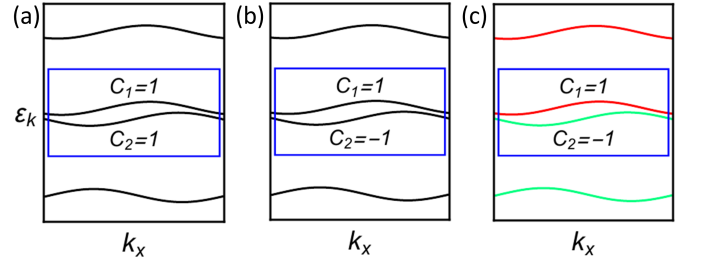 (a)
(b)
(c)
C₁=1
C₁=1
C₁=1
εₖ
C₂=1
C₂=-1
C₂=-1
kₓ
kₓ
kₓ